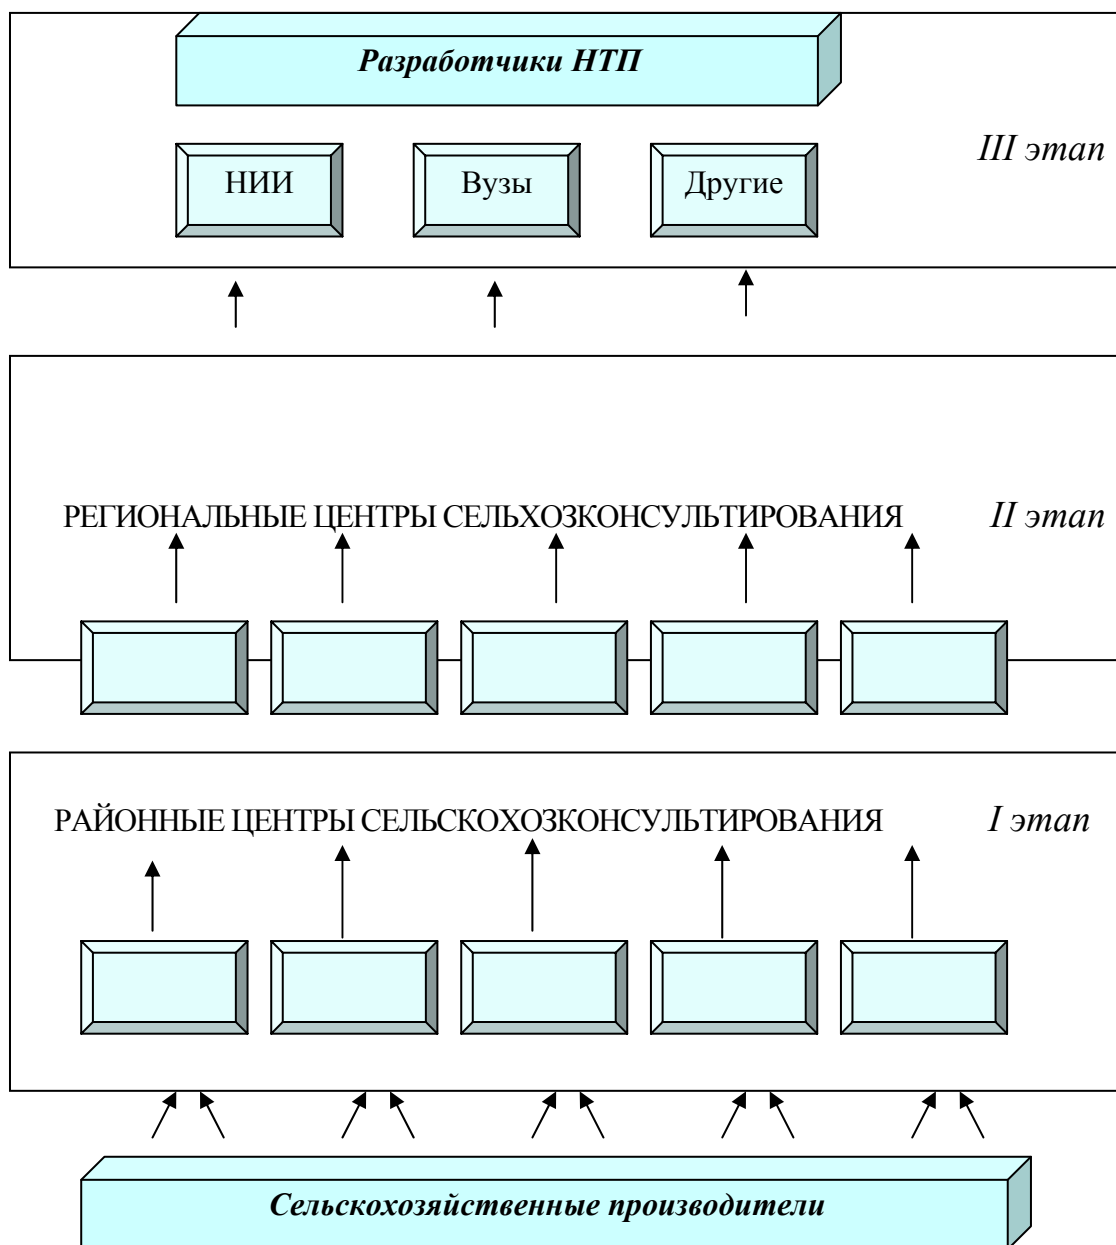 Разработчики НТП
III этап
НИИ
Вузы
Другие
РЕГИОНАЛЬНЫЕ ЦЕНТРЫ СЕЛЬХОЗКОНСУЛЬТИРОВАНИЯ
II этап
РАЙОННЫЕ ЦЕНТРЫ СЕЛЬСКОХОЗКОНСУЛЬТИРОВАНИЯ
I этап
Сельскохозяйственные производители